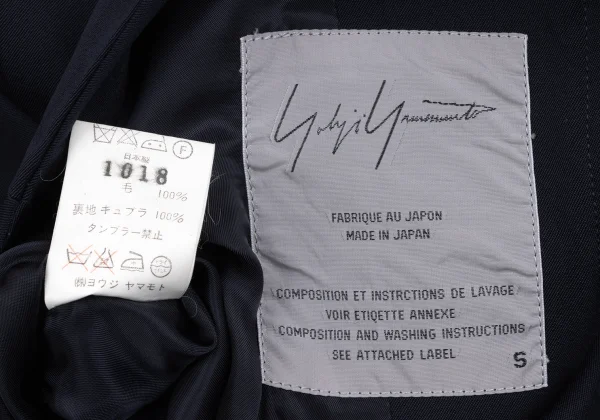 F
日本製
1018
毛 100%
裏地 キュプラ 100%
タンブラー禁止
㈱ヨウジ ヤマモト
Yohji Yamamoto
FABRIQUE AU JAPON
MADE IN JAPAN
COMPOSITION ET INSTRCTIONS DE LAVAGE
VOIR ETIQETTE ANNEXE
COMPOSITION AND WASHING INSTRUCTIONS
SEE ATTACHED LABEL
S